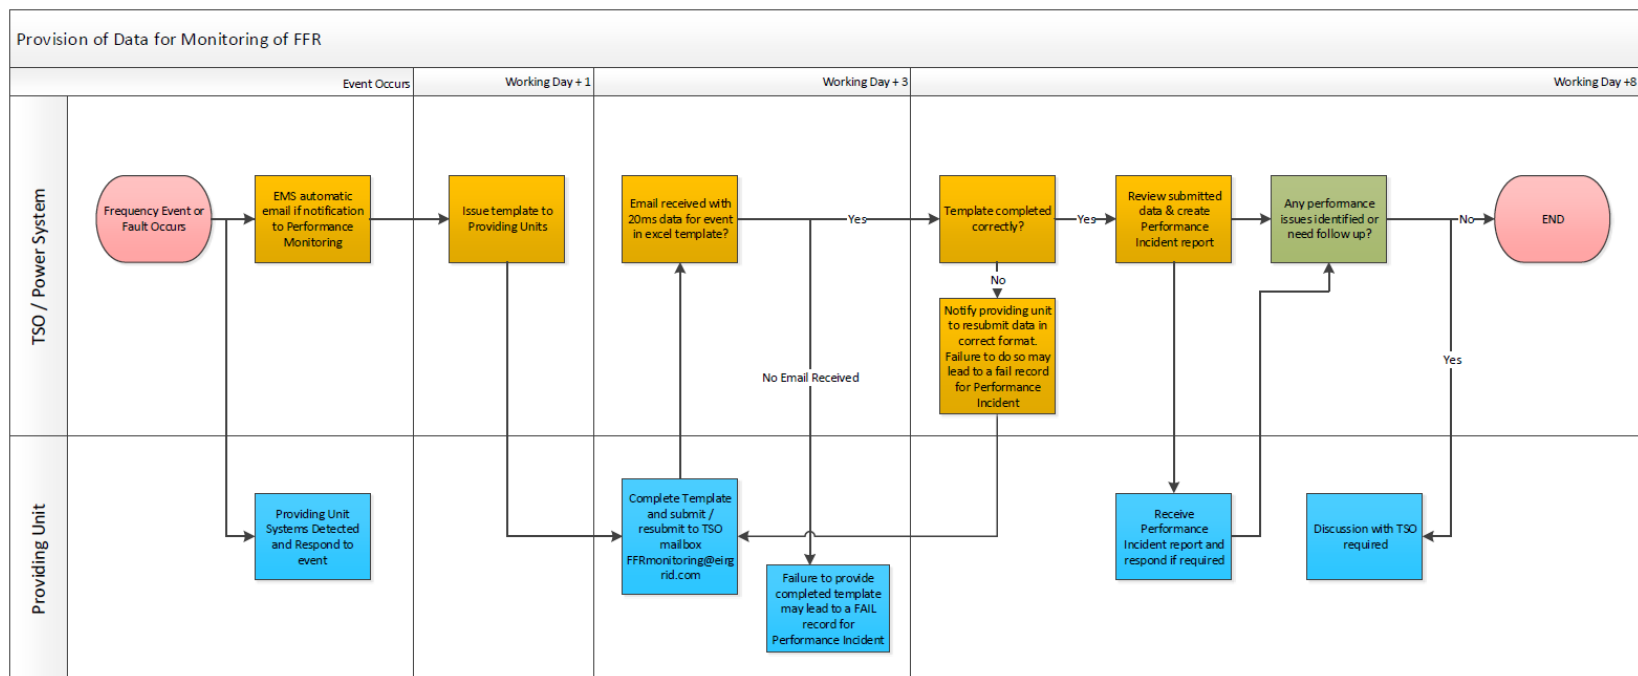 Provision of Data for Monitoring of FFR
Event Occurs
Working Day + 1
Working Day + 3
Working Day +8
TSO / Power System
Frequency Event or
Fault Occurs
EMS automatic
email if notification
to Performance
Monitoring
Issue template to
Providing Units
Email received with
20ms data for event
in excel template?
Yes
Template completed
correctly?
Yes
Review submitted
data & create
Performance
Incident report
Any performance
issues identified or
need follow up?
No
END
No
Notify providing unit
to resubmit data in
correct format.
Failure to do so may
lead to a fail record
for Performance
Incident
No Email Received
Yes
Providing Unit
Providing Unit
Systems Detected
and Respond to
event
Complete Template
and submit /
resubmit to TSO
mailbox
FFRmonitoring@eirg
rid.com
Failure to provide
completed template
may lead to a FAIL
record for
Performance Incident
Receive
Performance
Incident report and
respond if required
Discussion with TSO
required